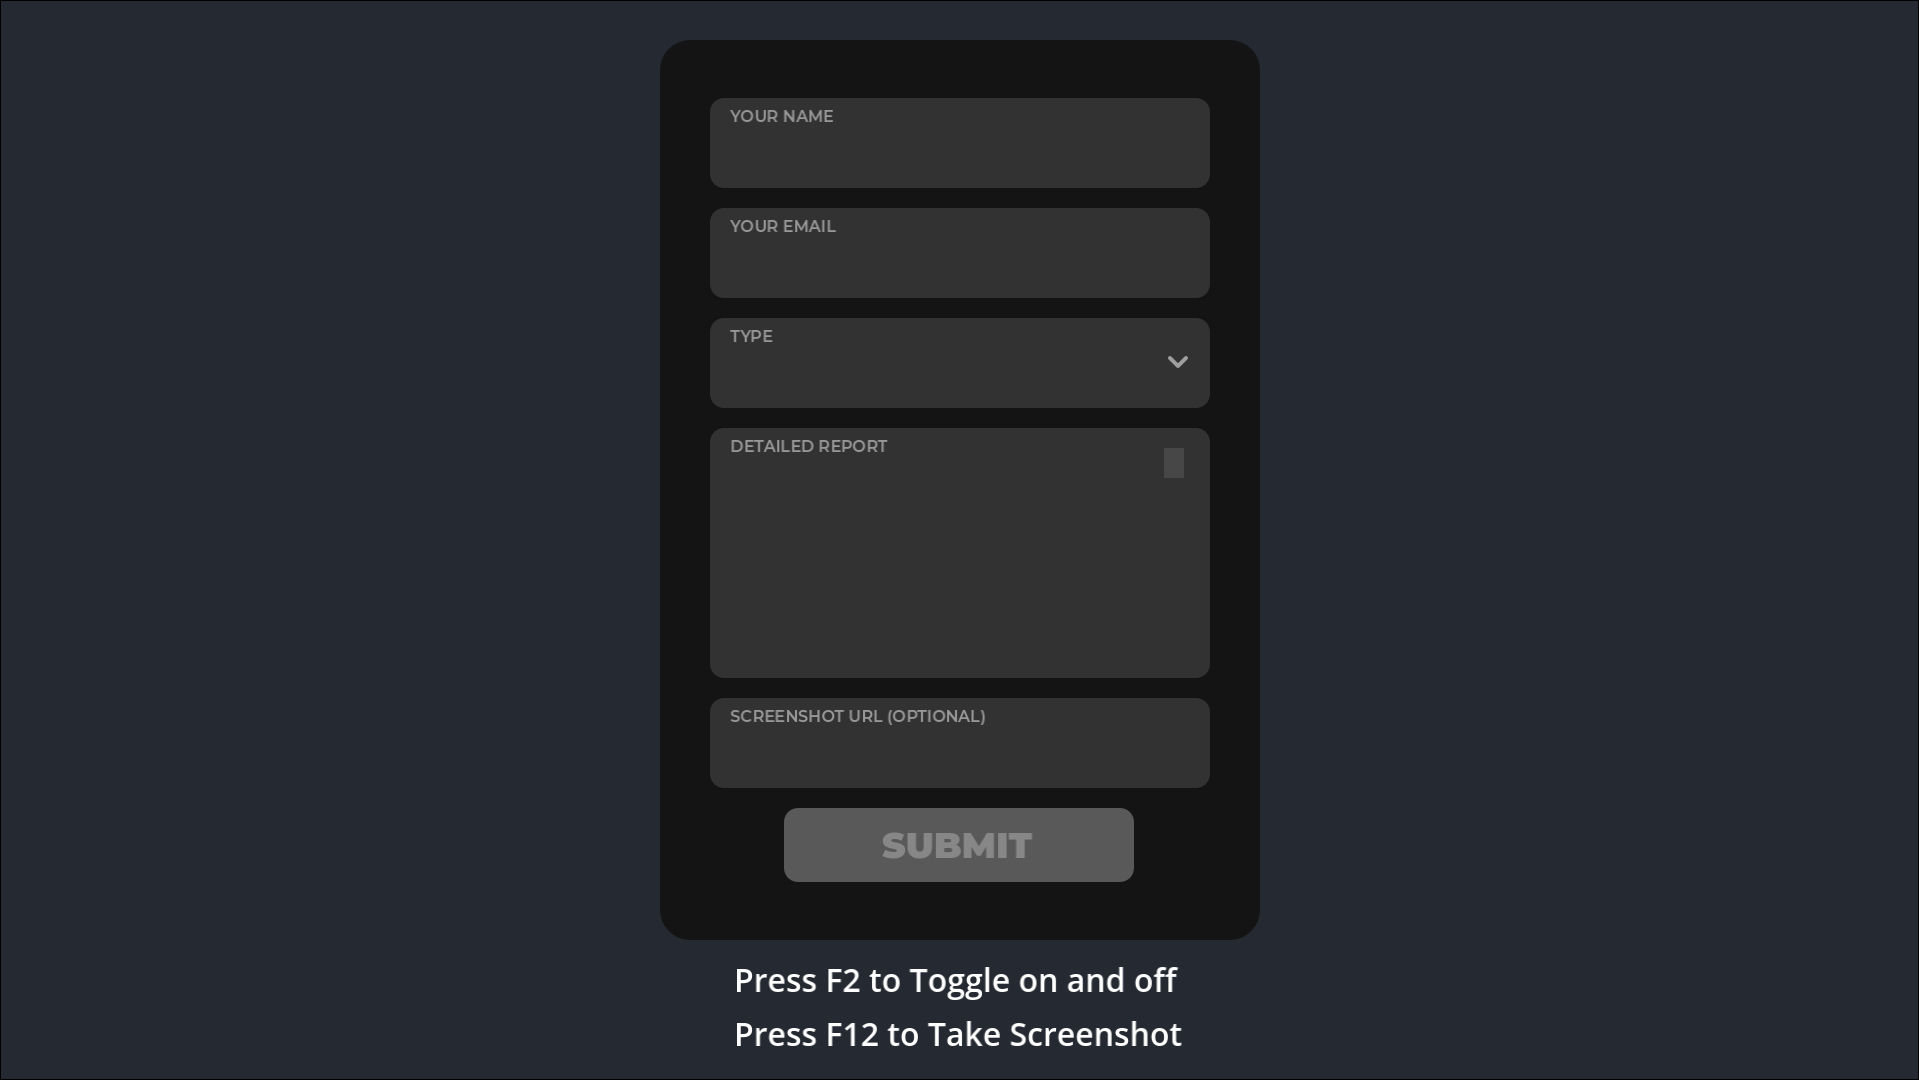 YOUR NAME
YOUR EMAIL
TYPE
DETAILED REPORT
SCREENSHOT URL (OPTIONAL)
SUBMIT
Press F2 to Toggle on and off
Press F12 to Take Screenshot